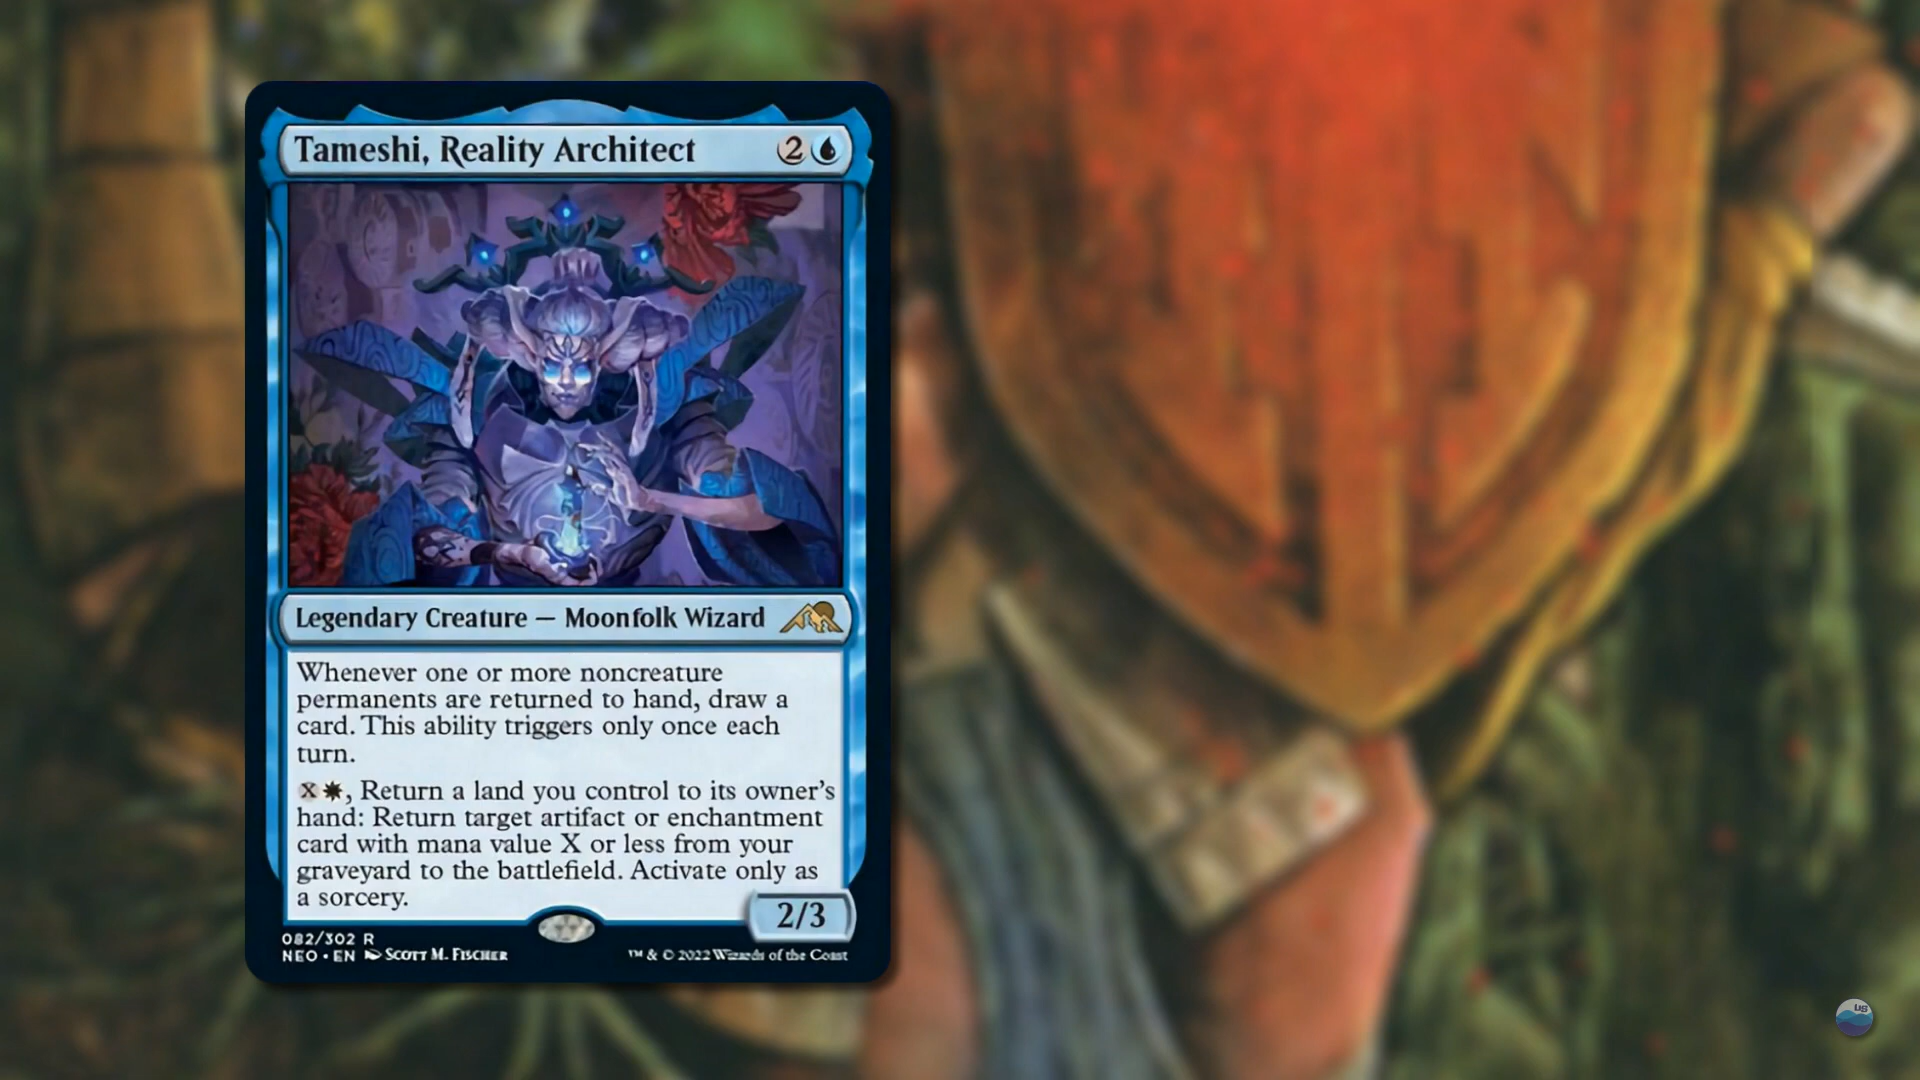 Tameshi, Reality Architect 2
Legendary Creature — Moonfolk Wizard
Whenever one or more noncreature
permanents are returned to hand, draw a
card. This ability triggers only once each
turn.
X, Return a land you control to its owner's
hand: Return target artifact or enchantment
card with mana value X or less from your
graveyard to the battlefield. Activate only as
a sorcery.
2/3
082/302 R
NEO • EN Scott M. Fischer
™ & © 2022 Wizards of the Coast